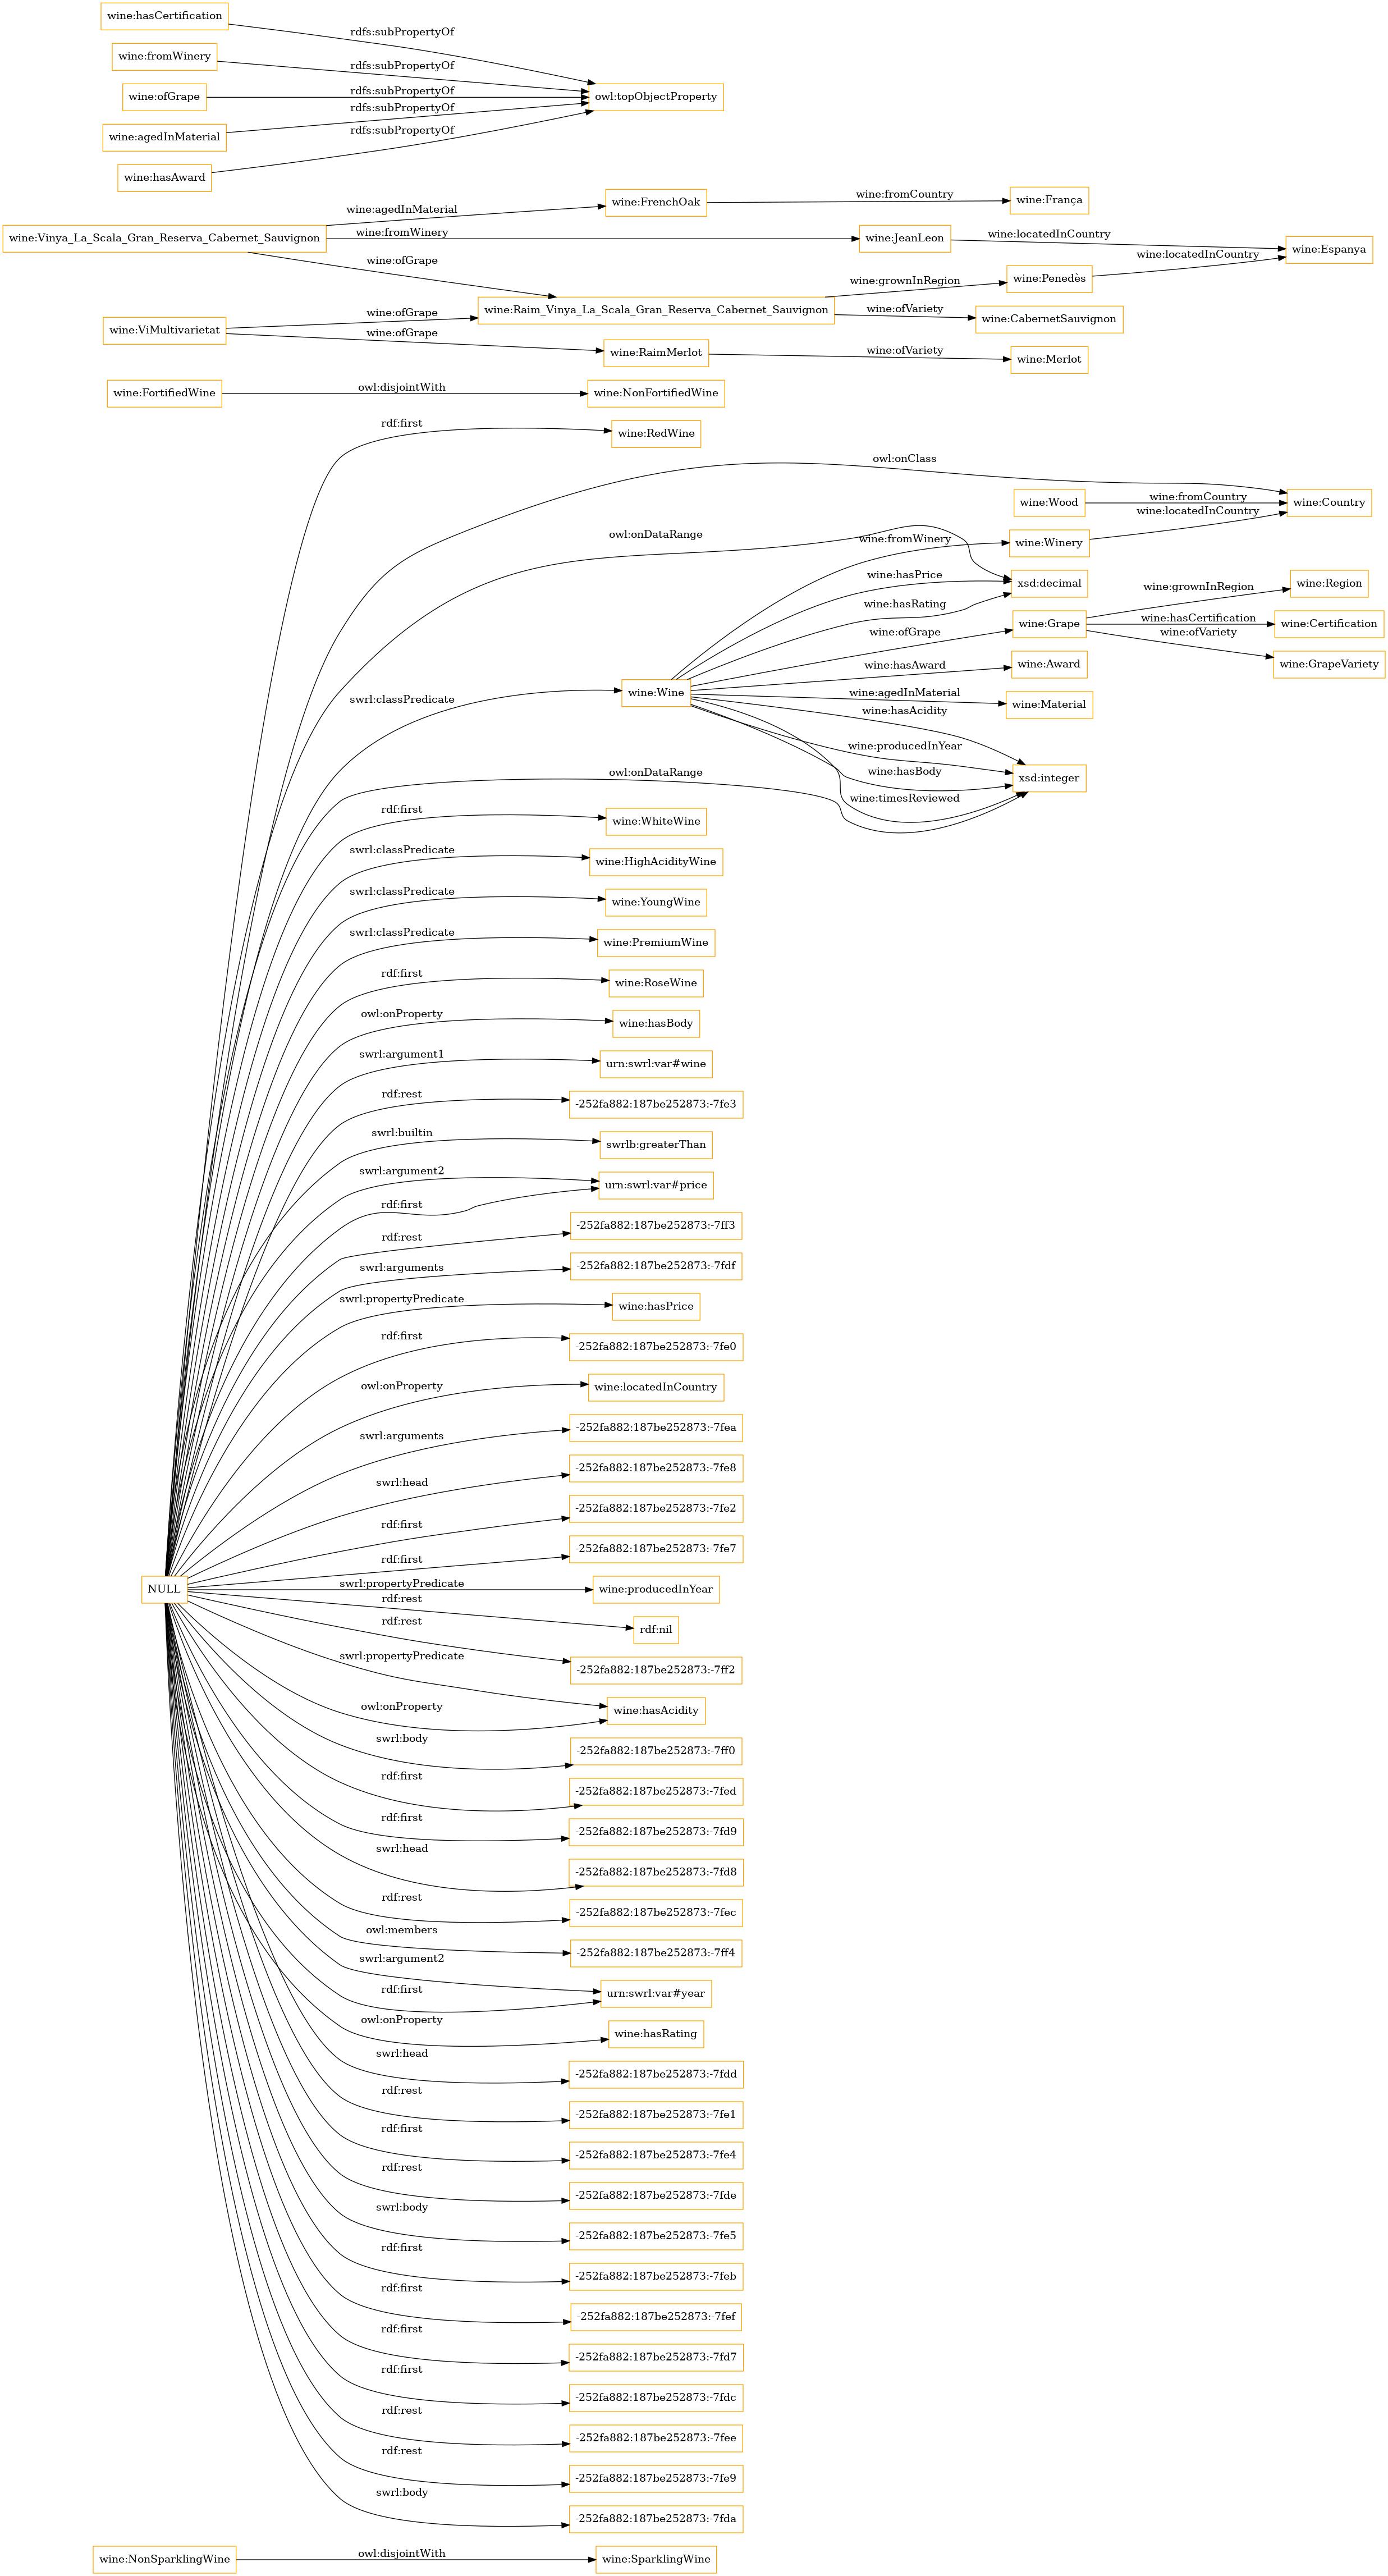 wine:hasCertification
rdfs:subPropertyOf
wine:fromWinery
rdfs:subPropertyOf
wine:ofGrape
rdfs:subPropertyOf
owl:topObjectProperty
rdfs:subPropertyOf
wine:agedInMaterial
rdfs:subPropertyOf
wine:hasAward
wine:FrenchOak
wine:fromCountry
wine:França
wine:agedInMaterial
wine:Vinya_La_Scala_Gran_Reserva_Cabernet_Sauvignon
wine:fromWinery
wine:JeanLeon
wine:locatedInCountry
wine:Espanya
wine:locatedInCountry
wine:ofGrape
wine:grownInRegion
wine:Penedès
wine:Raim_Vinya_La_Scala_Gran_Reserva_Cabernet_Sauvignon
wine:ofVariety
wine:CabernetSauvignon
wine:ViMultivarietat
wine:ofGrape
wine:ofGrape
wine:RaimMerlot
wine:ofVariety
wine:Merlot
wine:FortifiedWine
owl:disjointWith
wine:NonFortifiedWine
rdf:first
wine:RedWine
owl:onClass
wine:Wood
wine:fromCountry
wine:Country
wine:locatedInCountry
owl:onDataRange
wine:fromWinery
wine:Winery
wine:hasPrice
xsd:decimal
wine:hasRating
wine:grownInRegion
wine:Region
wine:ofGrape
wine:Grape
wine:hasCertification
wine:Certification
wine:ofVariety
wine:GrapeVariety
wine:hasAward
wine:Award
swrl:classPredicate
wine:Wine
wine:agedInMaterial
wine:Material
wine:hasAcidity
wine:producedInYear
owl:onDataRange
wine:hasBody
xsd:integer
wine:timesReviewed
rdf:first
wine:WhiteWine
swrl:classPredicate
wine:HighAcidityWine
swrl:classPredicate
wine:YoungWine
swrl:classPredicate
wine:PremiumWine
rdf:first
wine:RoseWine
owl:onProperty
wine:hasBody
swrl:argument1
urn:swrl:var#wine
rdf:rest
-252fa882:187be252873:-7fe3
swrl:builtin
swrlb:greaterThan
swrl:argument2
urn:swrl:var#price
rdf:first
rdf:rest
-252fa882:187be252873:-7ff3
swrl:arguments
-252fa882:187be252873:-7fdf
swrl:propertyPredicate
wine:hasPrice
rdf:first
-252fa882:187be252873:-7fe0
owl:onProperty
wine:locatedInCountry
swrl:arguments
-252fa882:187be252873:-7fea
swrl:head
-252fa882:187be252873:-7fe8
rdf:first
-252fa882:187be252873:-7fe2
rdf:first
-252fa882:187be252873:-7fe7
NULL
swrl:propertyPredicate
wine:producedInYear
rdf:rest
rdf:nil
rdf:rest
-252fa882:187be252873:-7ff2
swrl:propertyPredicate
owl:onProperty
wine:hasAcidity
swrl:body
-252fa882:187be252873:-7ff0
rdf:first
-252fa882:187be252873:-7fed
rdf:first
-252fa882:187be252873:-7fd9
swrl:head
-252fa882:187be252873:-7fd8
rdf:rest
-252fa882:187be252873:-7fec
owl:members
-252fa882:187be252873:-7ff4
swrl:argument2
rdf:first
urn:swrl:var#year
owl:onProperty
wine:hasRating
swrl:head
-252fa882:187be252873:-7fdd
rdf:rest
-252fa882:187be252873:-7fe1
rdf:first
-252fa882:187be252873:-7fe4
rdf:rest
-252fa882:187be252873:-7fde
swrl:body
-252fa882:187be252873:-7fe5
rdf:first
-252fa882:187be252873:-7feb
rdf:first
-252fa882:187be252873:-7fef
rdf:first
-252fa882:187be252873:-7fd7
rdf:first
-252fa882:187be252873:-7fdc
rdf:rest
-252fa882:187be252873:-7fee
rdf:rest
-252fa882:187be252873:-7fe9
swrl:body
-252fa882:187be252873:-7fda
wine:NonSparklingWine
owl:disjointWith
wine:SparklingWine